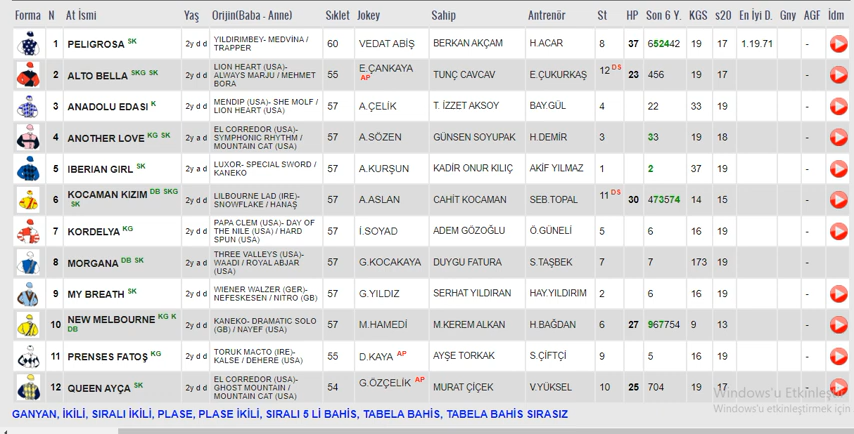 Forma N At İsmi Yaş Orijin(Baba - Anne) Sıklet Jokey Sahip Antrenör St HP Son 6 Y. KGS s20 En İyi D. Gny AGF İdm
1 PELIGROSA SK 2y d d YILDIRIMBEY- MEDVİNA / TRAPPER 60 VEDAT ABİŞ BERKAN AKÇAM H.ACAR 8 37 652442 19 17 1.19.71 -
2 ALTO BELLA SKG SK 2y d d LION HEART (USA)- ALWAYS MARJU / MEHMET BORA 55 E.ÇANKAYA AP TUNÇ CAVCAV E.ÇUKURKAŞ 12 DS 23 456 19 17 -
3 ANADOLU EDASI K 2y d d MENDIP (USA)- SHE MOLF / LION HEART (USA) 57 A.ÇELİK T. İZZET AKSOY BAY.GÜL 4 22 33 19 -
4 ANOTHER LOVE KG SK 2y a d EL CORREDOR (USA)- SYMPHONIC RHYTHM / MOUNTAIN CAT (USA) 57 A.SÖZEN GÜNSEN SOYUPAK H.DEMİR 3 33 19 18 -
5 IBERIAN GIRL SK 2y a d LUXOR- SPECIAL SWORD / KANEKO 57 A.KURŞUN KADİR ONUR KILIÇ AKİF YILMAZ 1 2 37 19 -
6 KOCAMAN KIZIM DB SKG SK 2y a d LILBOURNE LAD (IRE)- SNOWFLAKE / HANAŞ 57 A.ASLAN CAHİT KOCAMAN SEB.TOPAL 11 DS 30 473574 14 15 -
7 KORDELYA KG 2y a d PAPA CLEM (USA)- DAY OF THE NILE (USA) / HARD SPUN (USA) 57 İ.SOYAD ADEM GÖZOĞLU Ö.GÜNELİ 5 6 16 19 -
8 MORGANA DB SK 2y a d THREE VALLEYS (USA)- WAADI / ROYAL ABJAR (USA) 57 G.KOCAKAYA DUYGU FATURA S.TAŞBEK 7 7 173 19 -
9 MY BREATH SK 2y d d WIENER WALZER (GER)- NEFESKESEN / NITRO (GB) 57 G.YILDIZ SERHAT YILDIRAN HAY.YILDIRIM 2 6 16 19 -
10 NEW MELBOURNE KG K DB 2y d d KANEKO- DRAMATIC SOLO (GB) / NAYEF (USA) 57 M.HAMEDİ M.KEREM ALKAN H.BAĞDAN 6 27 967754 9 13 -
11 PRENSES FATOŞ KG 2y d d TORUK MACTO (IRE)- KALSE / DEHERE (USA) 55 D.KAYA AP AYŞE TORKAK S.ÇİFTÇİ 9 5 16 19 -
12 QUEEN AYÇA SK 2y d d EL CORREDOR (USA)- GHOST MOUNTAIN / MOUNTAIN CAT (USA) 54 G.ÖZÇELİK AP MURAT ÇİÇEK V.YÜKSEL 10 25 704 19 17 -
Windows'u Etkinleştir
GANYAN, İKİLİ, SIRALI İKİLİ, PLASE, PLASE İKİLİ, SIRALI 5 Lİ BAHİS, TABELA BAHİS, TABELA BAHİS SIRASIZ
Windows'u etkinleştirmek için